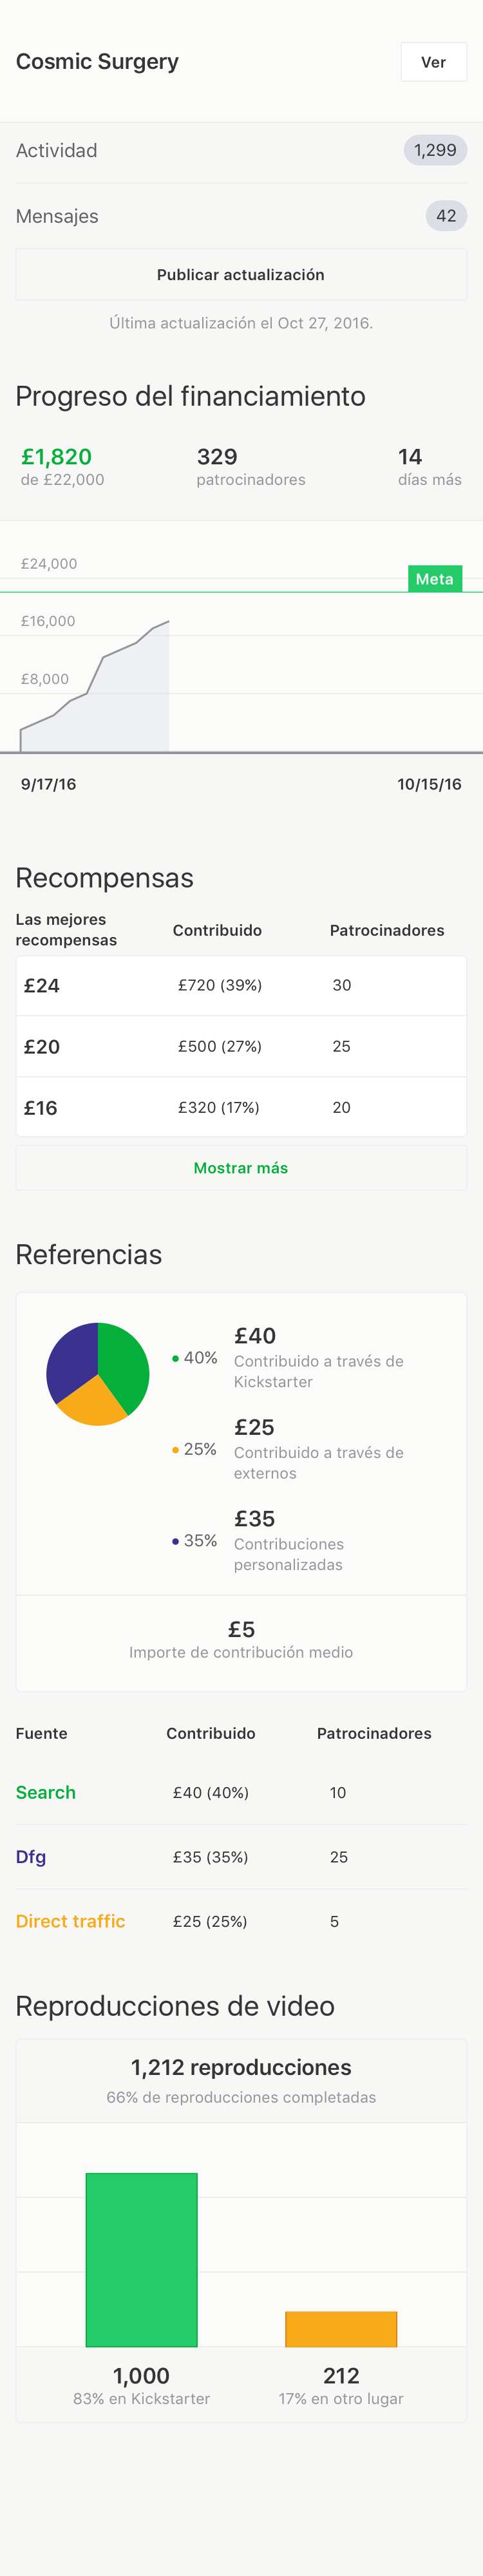 Cosmic Surgery
Ver
Actividad
1,299
Mensajes
42
Publicar actualización
Última actualización el Oct 27, 2016.
Progreso del financiamiento
£1,820 329 14
de £22,000 patrocinadores días más
£24,000
Meta
£16,000
£8,000
9/17/16 10/15/16
Recompensas
Las mejores
recompensas
Contribuido
Patrocinadores
£24 £720 (39%) 30
£20 £500 (27%) 25
£16 £320 (17%) 20
Mostrar más
Referencias
40%
£40
Contribuido a través de
Kickstarter
25%
£25
Contribuido a través de
externos
35%
£35
Contribuciones
personalizadas
£5
Importe de contribución medio
Fuente Contribuido Patrocinadores
Search £40 (40%) 10
Dfg £35 (35%) 25
Direct traffic £25 (25%) 5
Reproducciones de video
1,212 reproducciones
66% de reproducciones completadas
1,000 212
83% en Kickstarter 17% en otro lugar